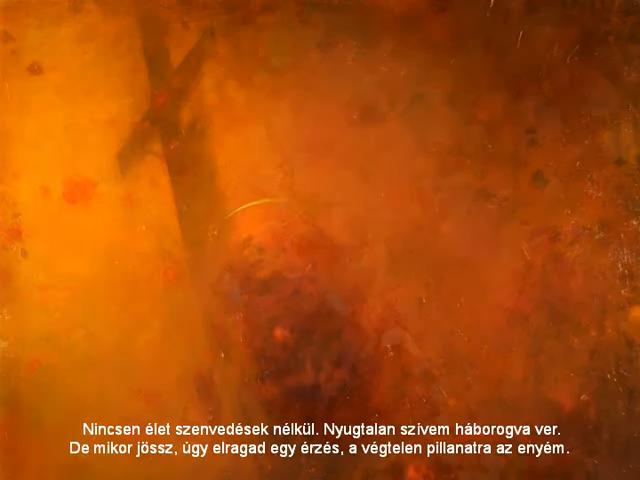 Nincsen élet szenvedések nélkül. Nyugtalan szívem háborogva ver.
De mikor jössz, úgy elragad egy érzés, a végtelen pillanatra az enyém.